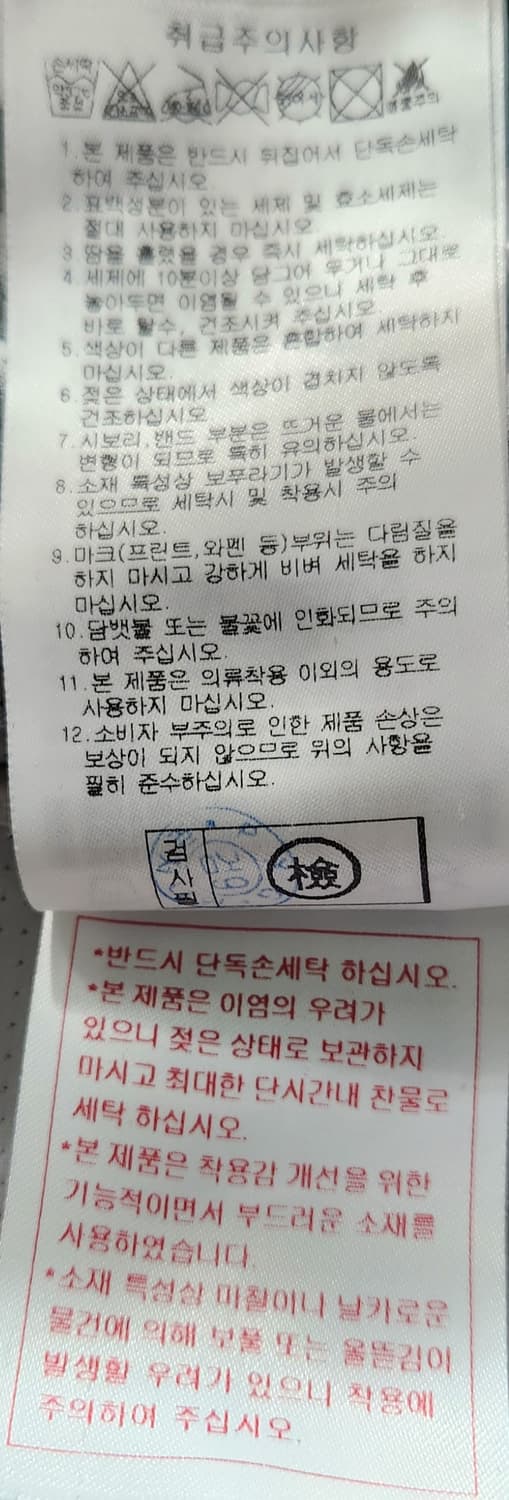 취급주의사항
손세탁
약30℃
중성
1.본 제품은 반드시 뒤집어서 단독손세탁
하여 주십시오.
2.표백성분이 있는 세제 및 효소세제는
절대 사용하지 마십시오.
3 땀을 흘렸을 경우 즉시 세탁하십시오.
4.세제에 10분이상 담그어 두거나 그대로
놓아두면 이염될 수 있으니 세탁 후
바로 탈수, 건조시켜 주십시오.
5.색상이 다른 제품은 혼합하여 세탁하지
마십시오.
6.젖은 상태에서 색상이 겹치지 않도록
건조하십시오
7.시보리,밴드 부분은 뜨거운 물에서는
변형이 되므로 특히 유의하십시오.
8.소재 특성상 보푸라기가 발생할 수
있으므로 세탁시 및 착용시 주의
하십시오.
9.마크(프린트,와펜 등)부위는 다림질을
하지 마시고 강하게 비벼 세탁을 하지
마십시오.
10.담뱃불 또는 불꽃에 인화되므로 주의
하여 주십시오.
11.본 제품은 의류착용 이외의 용도로
사용하지 마십시오.
12.소비자 부주의로 인한 제품 손상은
보상이 되지 않으므로 위의 사항을
필히 준수하십시오.
검사필 檢
*반드시 단독손세탁 하십시오.
*본 제품은 이염의 우려가
있으니 젖은 상태로 보관하지
마시고 최대한 단시간내 찬물로
세탁 하십시오.
*본 제품은 착용감 개선을 위한
기능적이면서 부드러운 소재를
사용하였습니다.
*소재 특성상 마찰이나 날카로운
물건에 의해 보풀 또는 올뜯김이
발생할 우려가 있으니 착용에
주의하여 주십시오.